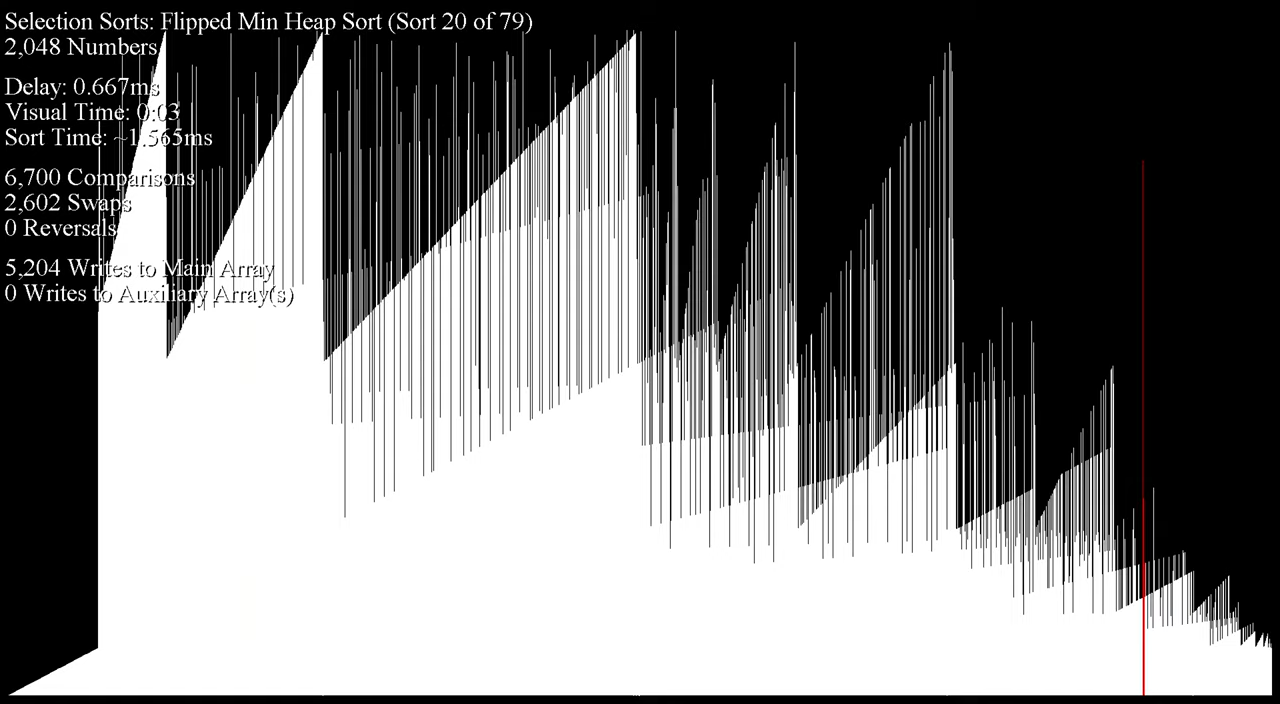 Selection Sorts: Flipped Min Heap Sort (Sort 20 of 79)
2,048 Numbers
Delay: 0.667ms
Visual Time: 0:03
Sort Time: ~1.565ms
6,700 Comparisons
2,602 Swaps
0 Reversals
5,204 Writes to Main Array
0 Writes to Auxiliary Array(s)